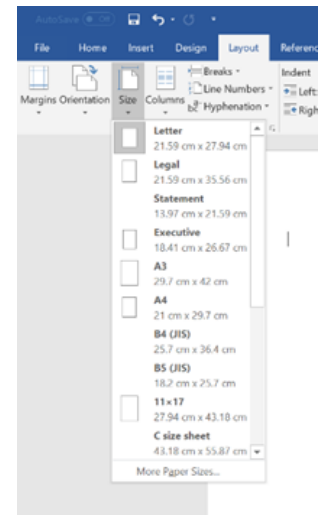 AutoSave Off
File Home Insert Design Layout Referenc
Margins Orientation Size Columns Breaks Line Numbers Hyphenation Indent Left: Righ
Letter
21.59 cm x 27.94 cm
Legal
21.59 cm x 35.56 cm
Statement
13.97 cm x 21.59 cm
Executive
18.41 cm x 26.67 cm
A3
29.7 cm x 42 cm
A4
21 cm x 29.7 cm
B4 (JIS)
25.7 cm x 36.4 cm
B5 (JIS)
18.2 cm x 25.7 cm
11×17
27.94 cm x 43.18 cm
C size sheet
43.18 cm x 55.87 cm
More Paper Sizes...